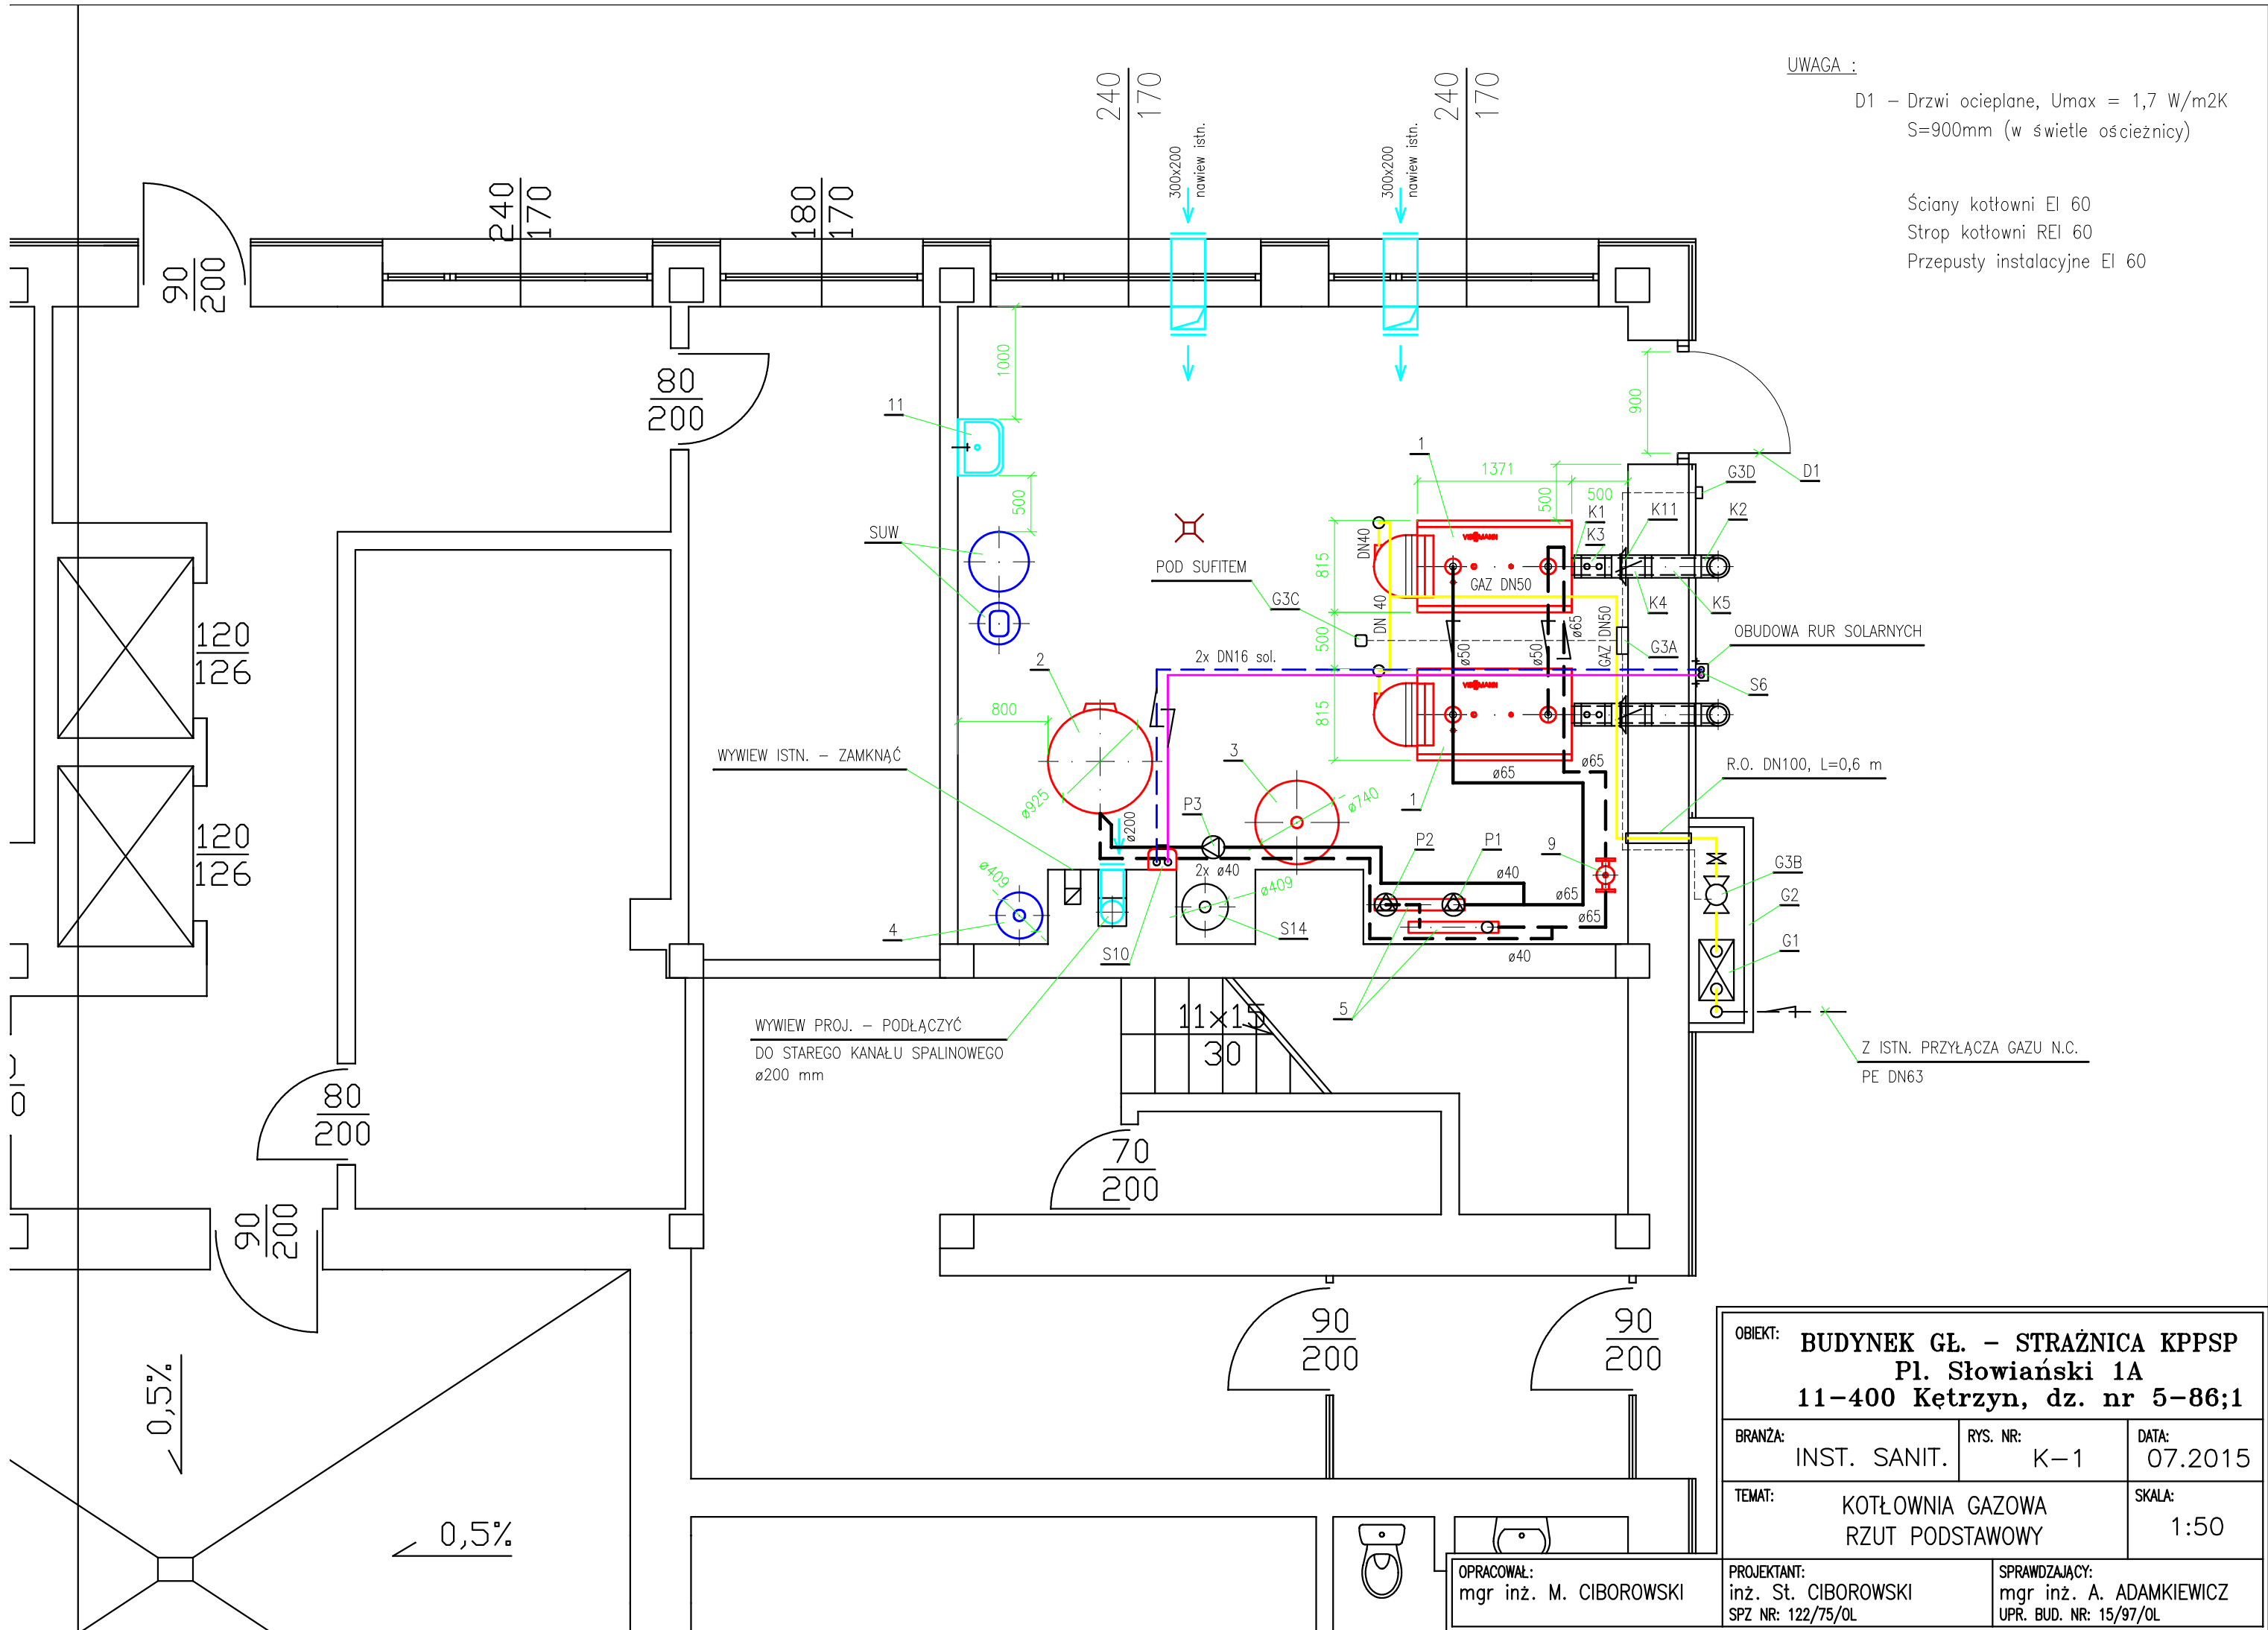 UWAGA :
D1 – Drzwi ocieplane, Umax = 1,7 W/m2K
S=900mm (w świetle ościeżnicy)
Ściany kotłowni EI 60
Strop kotłowni REI 60
Przepusty instalacyjne EI 60
240
170
240
170
300x200
nawiew istn.
300x200
nawiew istn.
240
170
180
170
90
200
80
200
1000
11
500
SUW
900
1
1371
500
500
G3D
D1
K1
K3
K11
K2
K4
K5
DN40
815
GAZ DN50
POD SUFITEM
G3C
DN 40
500
ø50
ø50
ø65
GAZ DN50
G3A
OBUDOWA RUR SOLARNYCH
S6
2x DN16 sol.
2
800
815
120
126
WYWIEW ISTN. – ZAMKNĄĆ
3
ø65
ø65
R.O. DN100, L=0,6 m
ø925
P3
ø740
1
ø200
P2
P1
9
120
126
ø409
2x ø40
ø409
ø40
ø65
ø65
G3B
G2
G1
4
S10
S14
ø40
5
WYWIEW PROJ. – PODŁĄCZYĆ
DO STAREGO KANAŁU SPALINOWEGO
ø200 mm
11x15
30
Z ISTN. PRZYŁĄCZA GAZU N.C.
PE DN63
80
200
70
200
90
200
90
200
90
200
0,5%
0,5%
OBIEKT:
BUDYNEK GŁ. – STRAŻNICA KPPSP
Pl. Słowiański 1A
11–400 Kętrzyn, dz. nr 5–86;1
BRANŻA:
INST. SANIT.
RYS. NR:
K–1
DATA:
07.2015
TEMAT:
KOTŁOWNIA GAZOWA
RZUT PODSTAWOWY
SKALA:
1:50
OPRACOWAŁ:
mgr inż. M. CIBOROWSKI
PROJEKTANT:
inż. St. CIBOROWSKI
SPZ NR: 122/75/OL
SPRAWDZAJĄCY:
mgr inż. A. ADAMKIEWICZ
UPR. BUD. NR: 15/97/OL
VIESSMANN
VIESSMANN